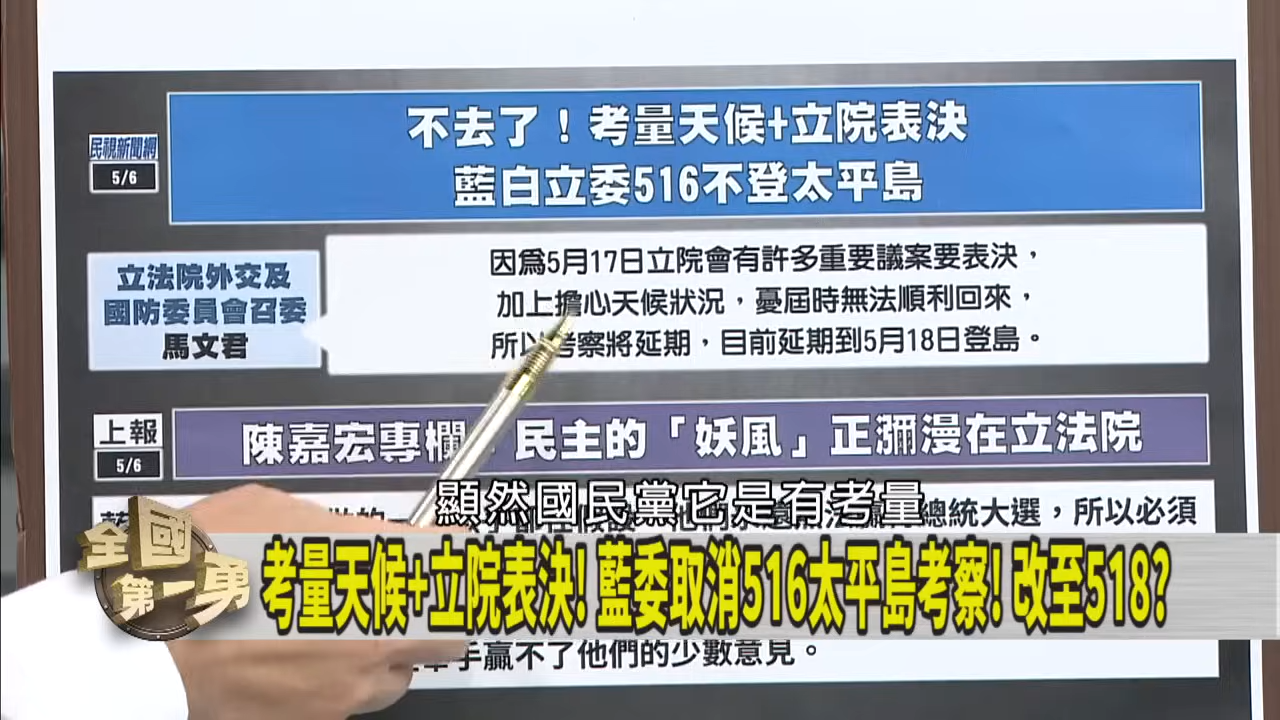 不去了！考量天候+立院表決
藍白立委516不登太平島
民視新聞網
5/6
立法院外交及
國防委員會召委
馬文君
因為5月17日立院會有許多重要議案要表決，
加上擔心天候狀況，憂屆時無法順利回來，
所以考察將延期，目前延期到5月18日登島。
上報
5/6
陳嘉宏專欄 民主的「妖風」正瀰漫在立法院
總統大選，所以必須
顯然國民黨它是有考量
全國第一勇
考量天候+立院表決！藍委取消516太平島考察！改至518?
手贏不了他們的少數意見。